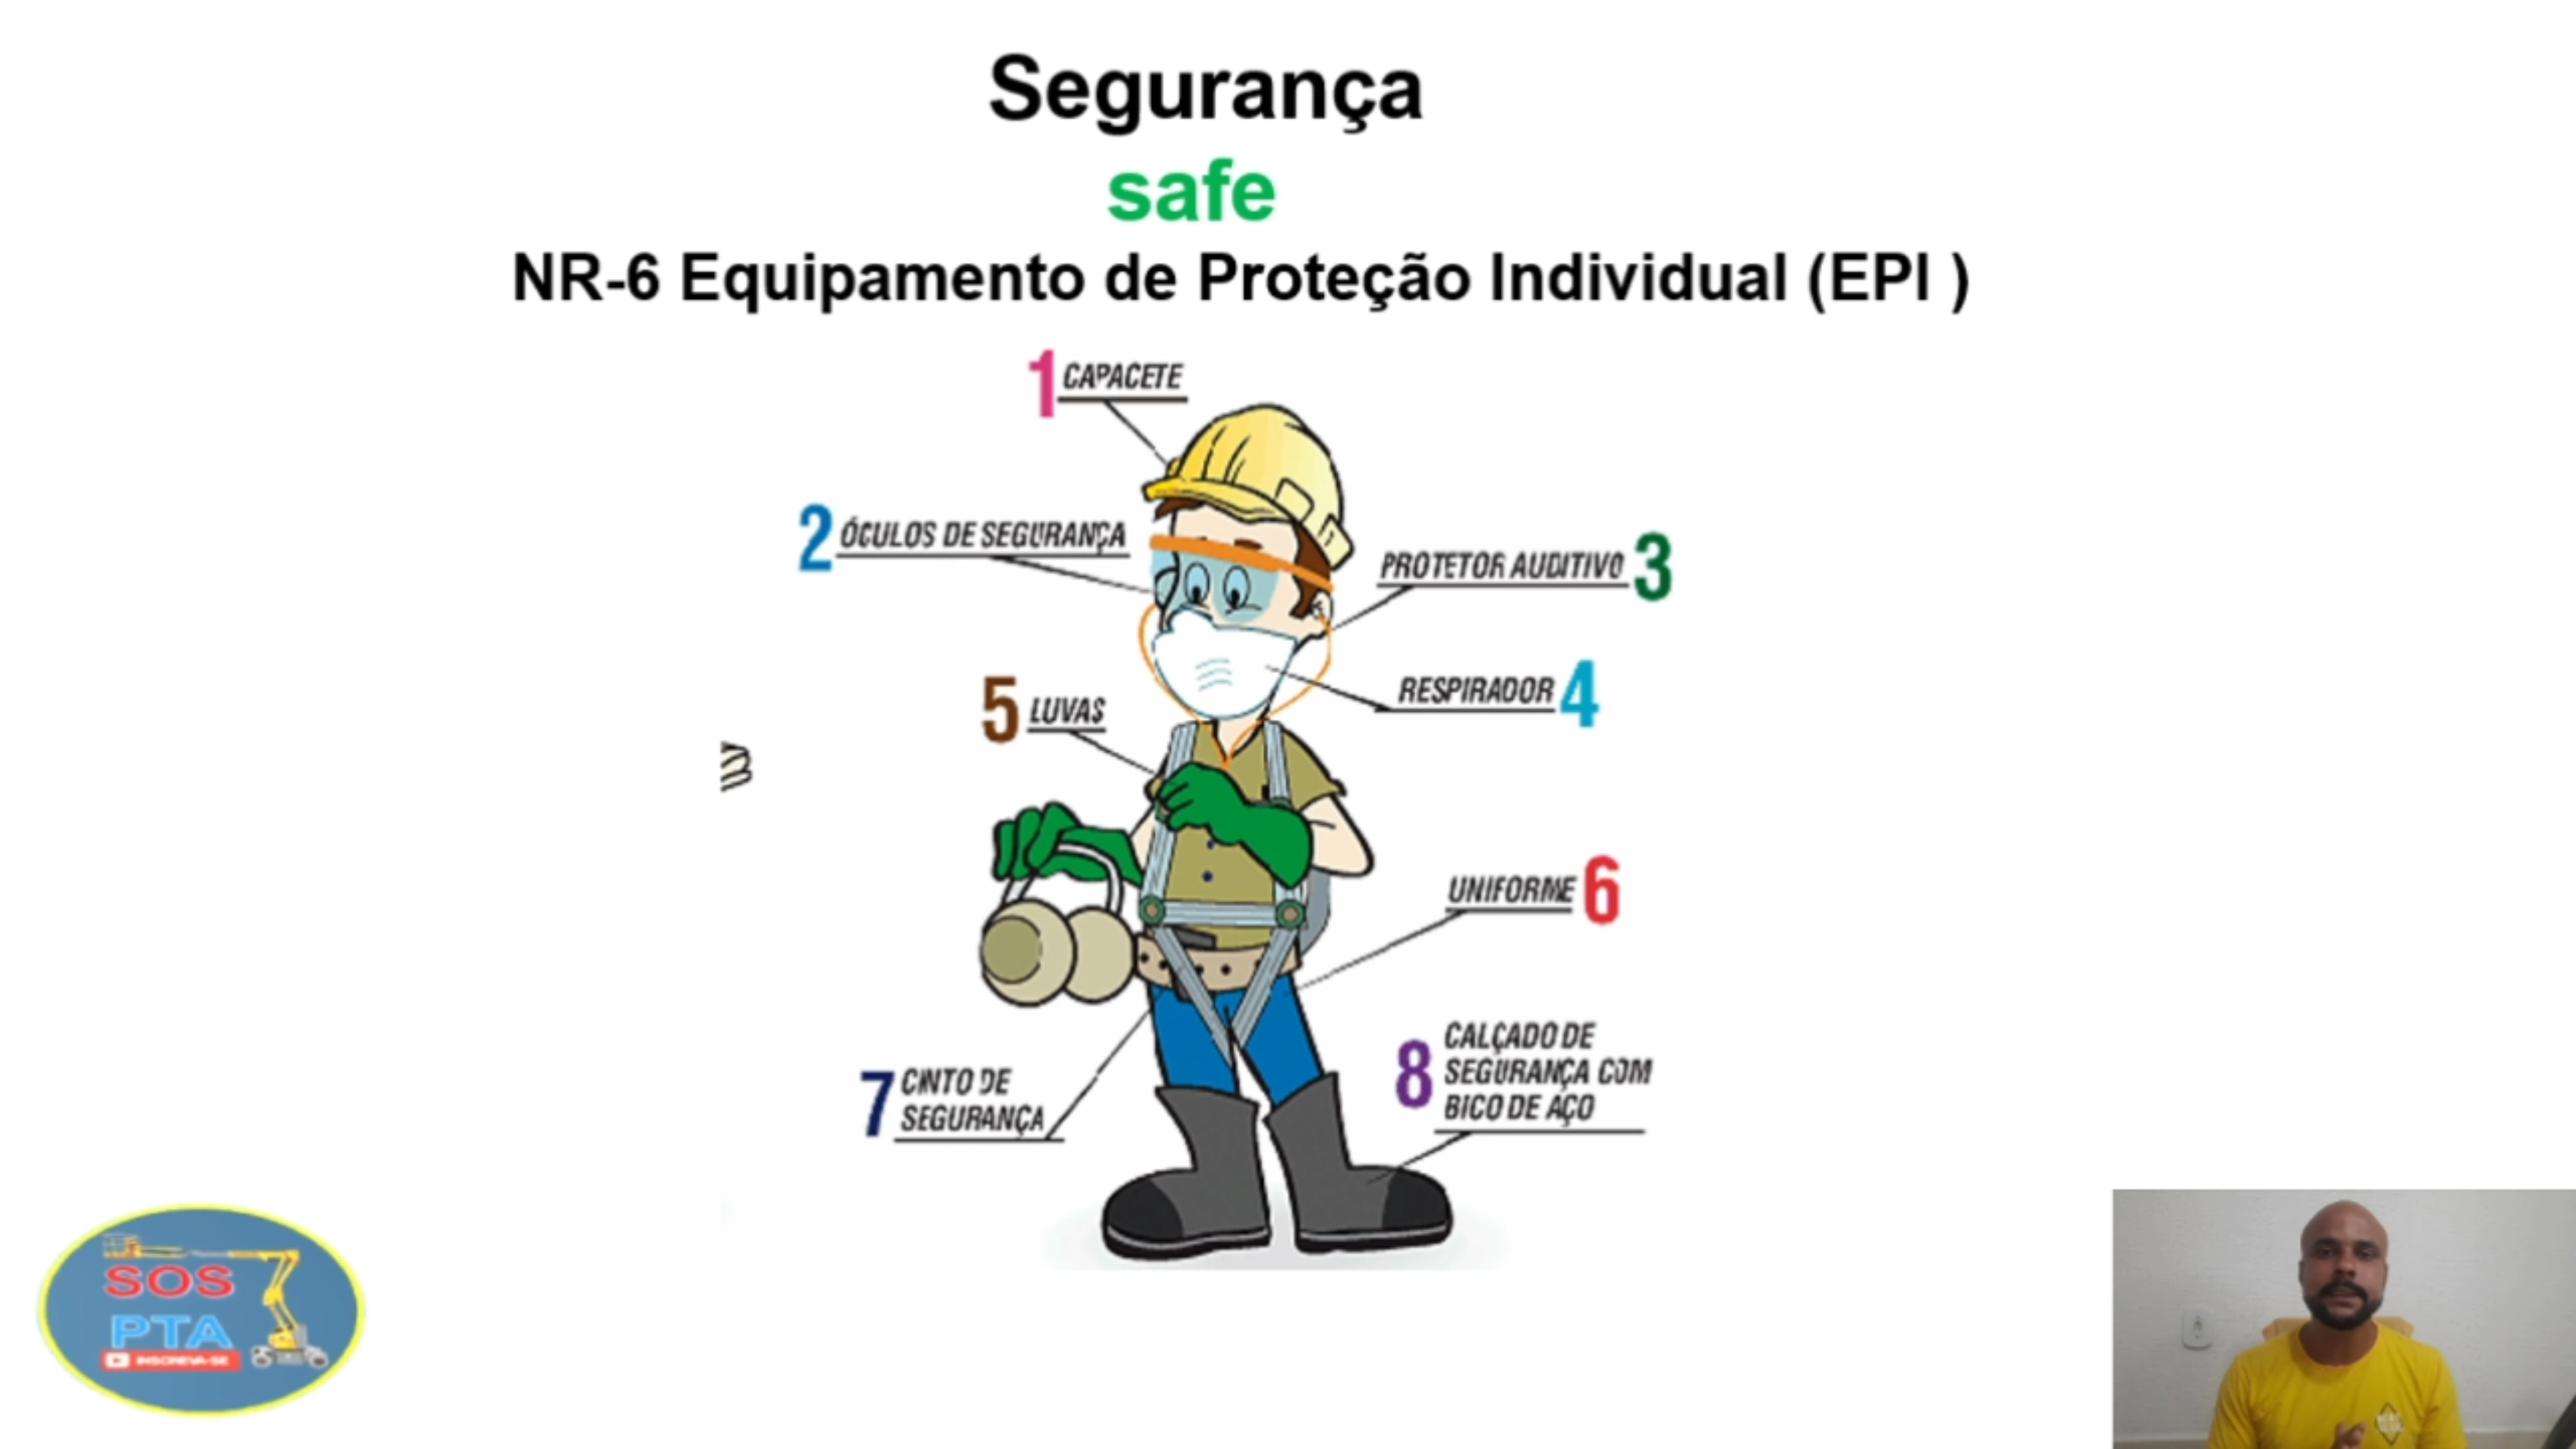 Segurança
safe
NR-6 Equipamento de Proteção Individual (EPI )
1 CAPACETE
2 ÓCULOS DE SEGURANÇA
PROTETOR AUDITIVO 3
RESPIRADOR 4
5 LUVAS
UNIFORME 6
7 CINTO DE
SEGURANÇA
8 CALÇADO DE
SEGURANÇA COM
BICO DE AÇO
SOS
PTA
INSCREVA-SE